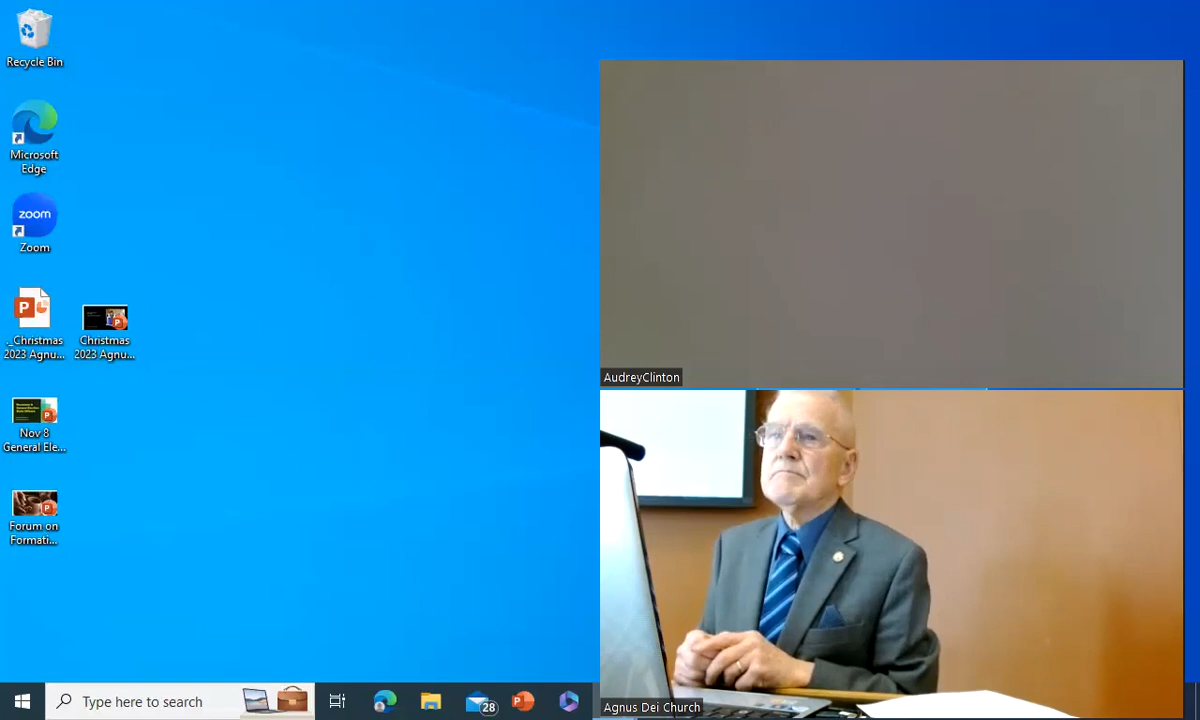 Recycle Bin
Microsoft
Edge
zoom
Zoom
._Christmas
2023 Agnu...
Christmas
2023 Agnu...
Nov 8
General Ele...
Forum on
Formati...
AudreyClinton
Agnus Dei Church
Type here to search
28